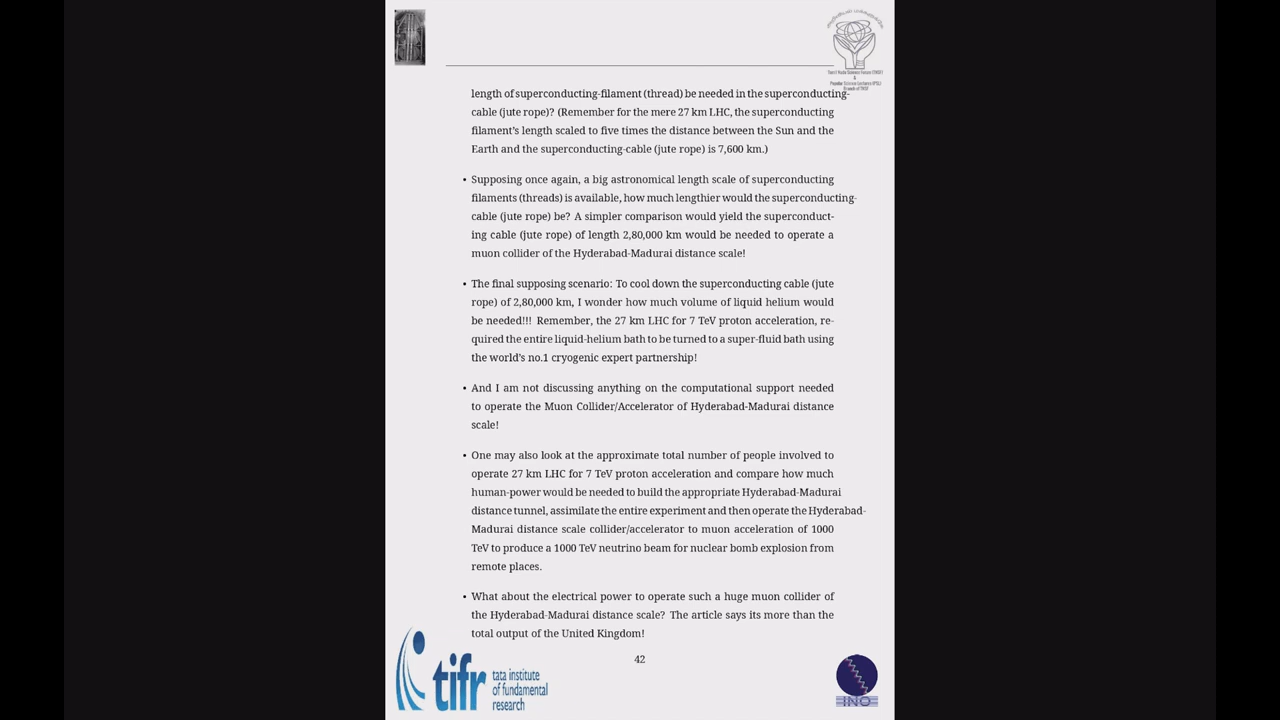 Tamil Nadu Science Forum (TNSF)
&
length of superconducting-filament (thread) be needed in the superconducting-
cable (jute rope)? (Remember for the mere 27 km LHC, the superconducting
filament's length scaled to five times the distance between the Sun and the
Earth and the superconducting-cable (jute rope) is 7,600 km.)
• Supposing once again, a big astronomical length scale of superconducting
filaments (threads) is available, how much lengthier would the superconducting-
cable (jute rope) be? A simpler comparison would yield the superconduct-
ing cable (jute rope) of length 2,80,000 km would be needed to operate a
muon collider of the Hyderabad-Madurai distance scale!
• The final supposing scenario: To cool down the superconducting cable (jute
rope) of 2,80,000 km, I wonder how much volume of liquid helium would
be needed!!! Remember, the 27 km LHC for 7 TeV proton acceleration, re-
quired the entire liquid-helium bath to be turned to a super-fluid bath using
the world's no.1 cryogenic expert partnership!
• And I am not discussing anything on the computational support needed
to operate the Muon Collider/Accelerator of Hyderabad-Madurai distance
scale!
• One may also look at the approximate total number of people involved to
operate 27 km LHC for 7 TeV proton acceleration and compare how much
human-power would be needed to build the appropriate Hyderabad-Madurai
distance tunnel, assimilate the entire experiment and then operate the Hyderabad-
Madurai distance scale collider/accelerator to muon acceleration of 1000
TeV to produce a 1000 TeV neutrino beam for nuclear bomb explosion from
remote places.
• What about the electrical power to operate such a huge muon collider of
the Hyderabad-Madurai distance scale? The article says its more than the
total output of the United Kingdom!
42
tifr
tata institute
of fundamental
research
INO